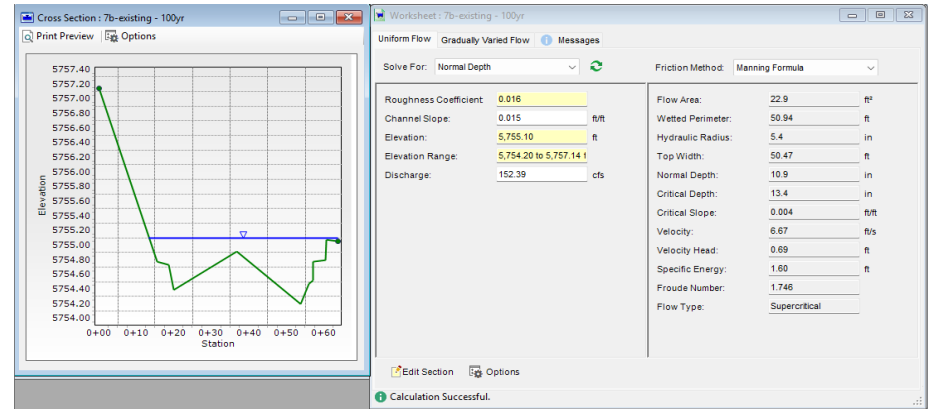 Cross Section : 7b-existing - 100yr
Print Preview Options
5757.40
5757.20
5757.00
5756.80
5756.60
5756.40
5756.20
5756.00
5755.80
5755.60
5755.40
5755.20
5755.00
5754.80
5754.60
5754.40
5754.20
5754.00
Elevation
0+00 0+10 0+20 0+30 0+40 0+50 0+60
Station
Worksheet : 7b-existing - 100yr
Uniform Flow Gradually Varied Flow Messages
Solve For: Normal Depth Friction Method: Manning Formula
Roughness Coefficient: 0.016
Channel Slope: 0.015 ft/ft
Elevation: 5,755.10 ft
Elevation Range: 5,754.20 to 5,757.14 f
Discharge: 152.39 cfs
Flow Area: 22.9 ft²
Wetted Perimeter: 50.94 ft
Hydraulic Radius: 5.4 in
Top Width: 50.47 ft
Normal Depth: 10.9 in
Critical Depth: 13.4 in
Critical Slope: 0.004 ft/ft
Velocity: 6.67 ft/s
Velocity Head: 0.69 ft
Specific Energy: 1.60 ft
Froude Number: 1.746
Flow Type: Supercritical
Edit Section Options
Calculation Successful.